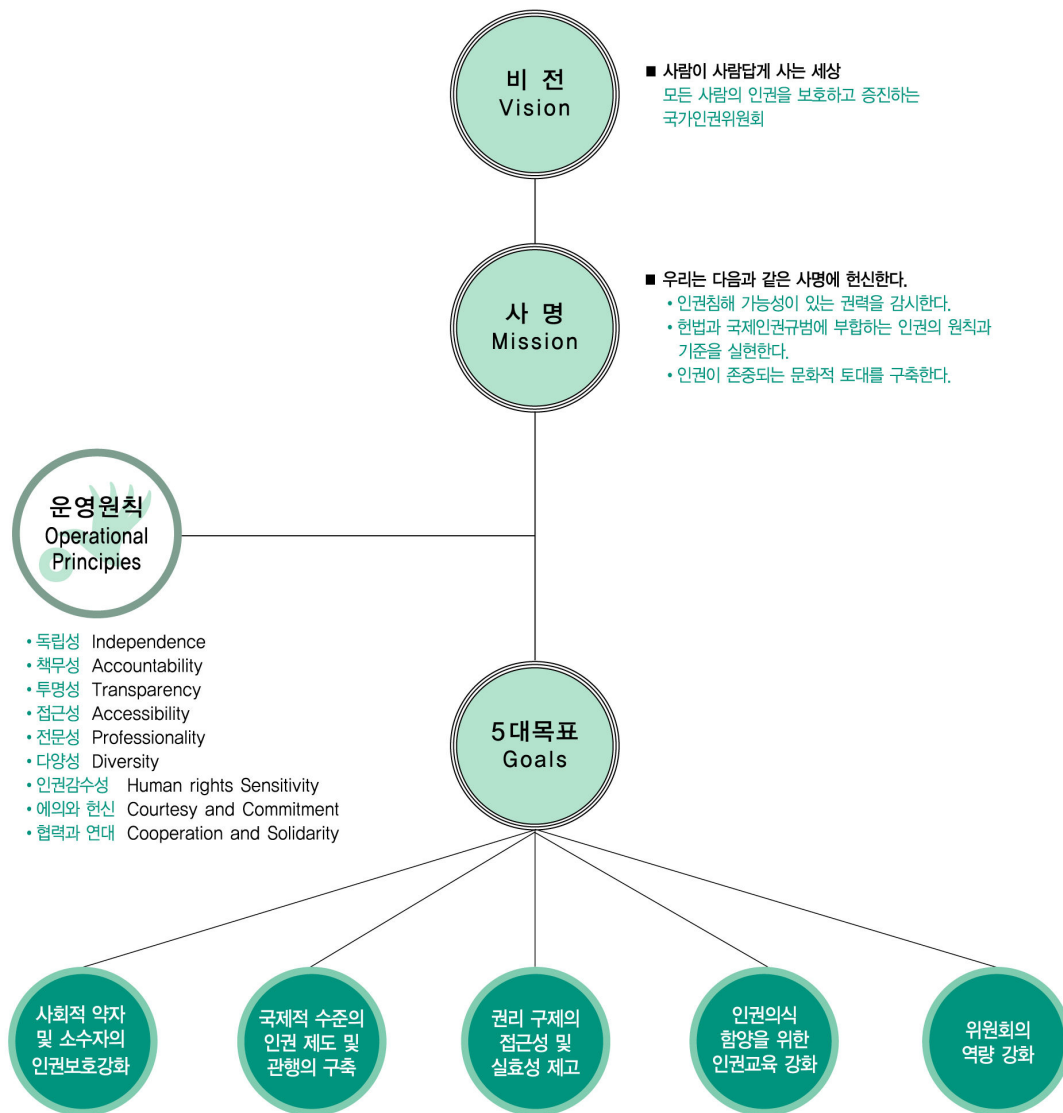 비 전
Vision
■ 사람이 사람답게 사는 세상
모든 사람의 인권을 보호하고 증진하는
국가인권위원회
사 명
Mission
■ 우리는 다음과 같은 사명에 헌신한다.
• 인권침해 가능성이 있는 권력을 감시한다.
• 헌법과 국제인권규범에 부합하는 인권의 원칙과
기준을 실현한다.
• 인권이 존중되는 문화적 토대를 구축한다.
운영원칙
Operational
Principies
• 독립성 Independence
• 책무성 Accountability
• 투명성 Transparency
• 접근성 Accessibility
• 전문성 Professionality
• 다양성 Diversity
• 인권감수성 Human rights Sensitivity
• 에의와 헌신 Courtesy and Commitment
• 협력과 연대 Cooperation and Solidarity
5대목표
Goals
사회적 약자
및 소수자의
인권보호강화
국제적 수준의
인권 제도 및
관행의 구축
권리 구제의
접근성 및
실효성 제고
인권의식
함양을 위한
인권교육 강화
위원회의
역량 강화